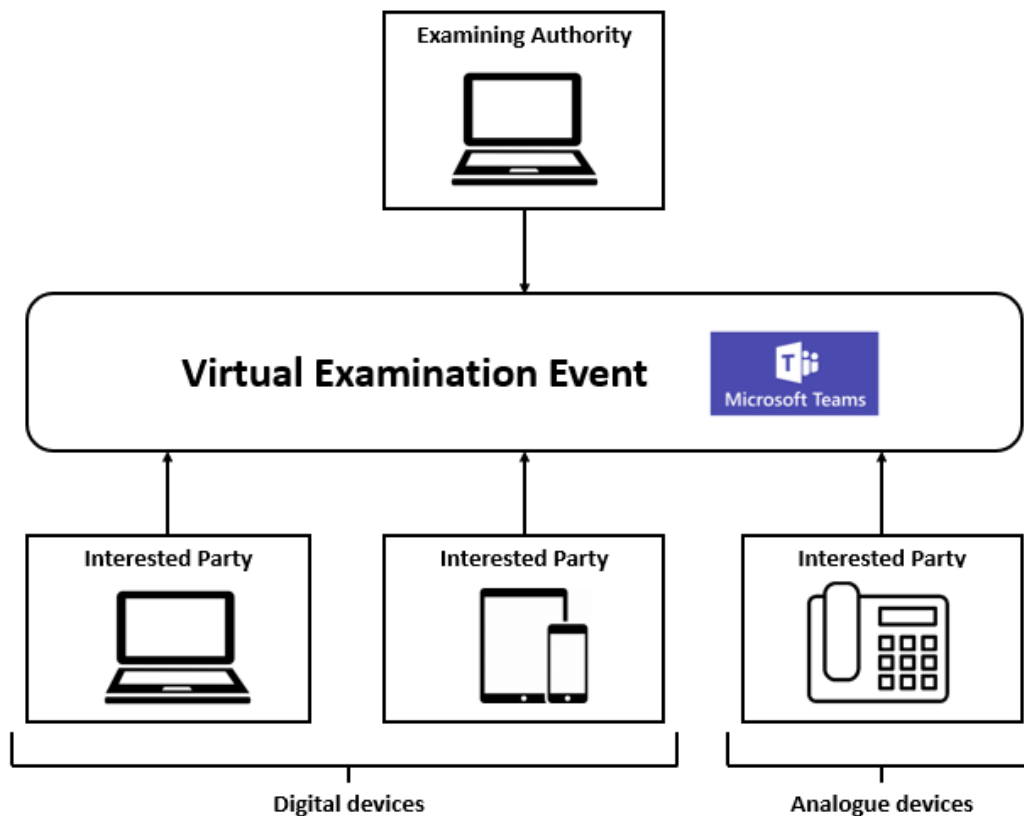 Examining Authority
Virtual Examination Event
T
Microsoft Teams
Interested Party
Interested Party
Interested Party
Digital devices
Analogue devices